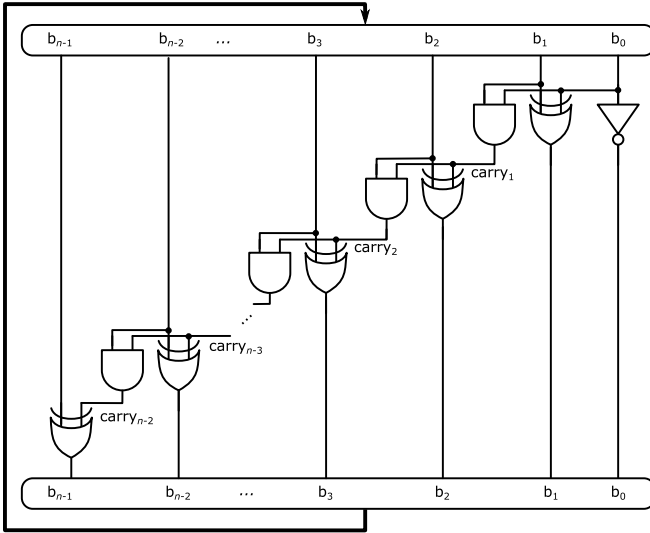 bn-1 bn-2 ... b3 b2 b1 b0
carry1
carry2
...
carryn-3
carryn-2
bn-1 bn-2 ... b3 b2 b1 b0